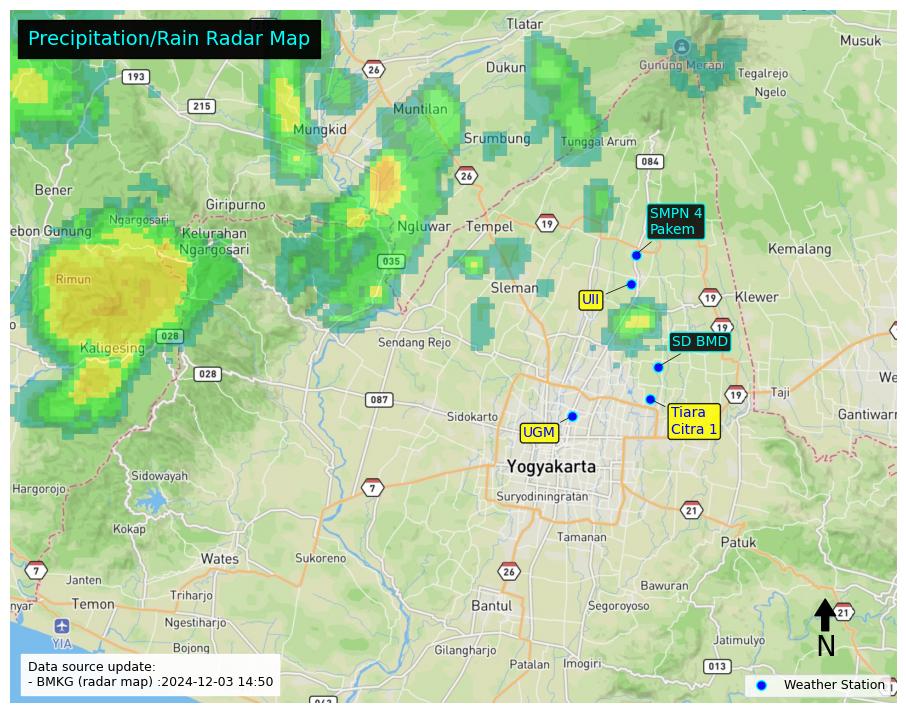 Precipitation/Rain Radar Map
Tlatar
Musuk
26
Dukun
Gunung Merapi
Tegalrejo
193
Ngelo
215
Muntilan
Mungkid
Srumbung
Tunggal Arum
084
26
Bener
Giripurno
Ngargosari
SMPN 4
Pakem
ebon Gunung
Kelurahan
Ngargosari
Ngluwar
Tempel
19
Kemalang
035
Rimun
Sleman
UII
19
Klewer
19
028
Kaligesing
Sendang Rejo
SD BMD
028
087
19
Taji
We
Sidokarto
Tiara
Citra 1
Gantiwarn
UGM
Yogyakarta
Sidowayah
7
Hargorojo
Suryodiningratan
21
Kokap
Tamanan
Patuk
Wates
Sukoreno
7
26
Janten
Bawuran
nyar
Temon
Triharjo
Bantul
Segoroyoso
21
Ngestiharjo
YIA
N
Bojong
Gilangharjo
Jatimulyo
Patalan
Imogiri
013
Data source update:
- BMKG (radar map) :2024-12-03 14:50
Weather Station